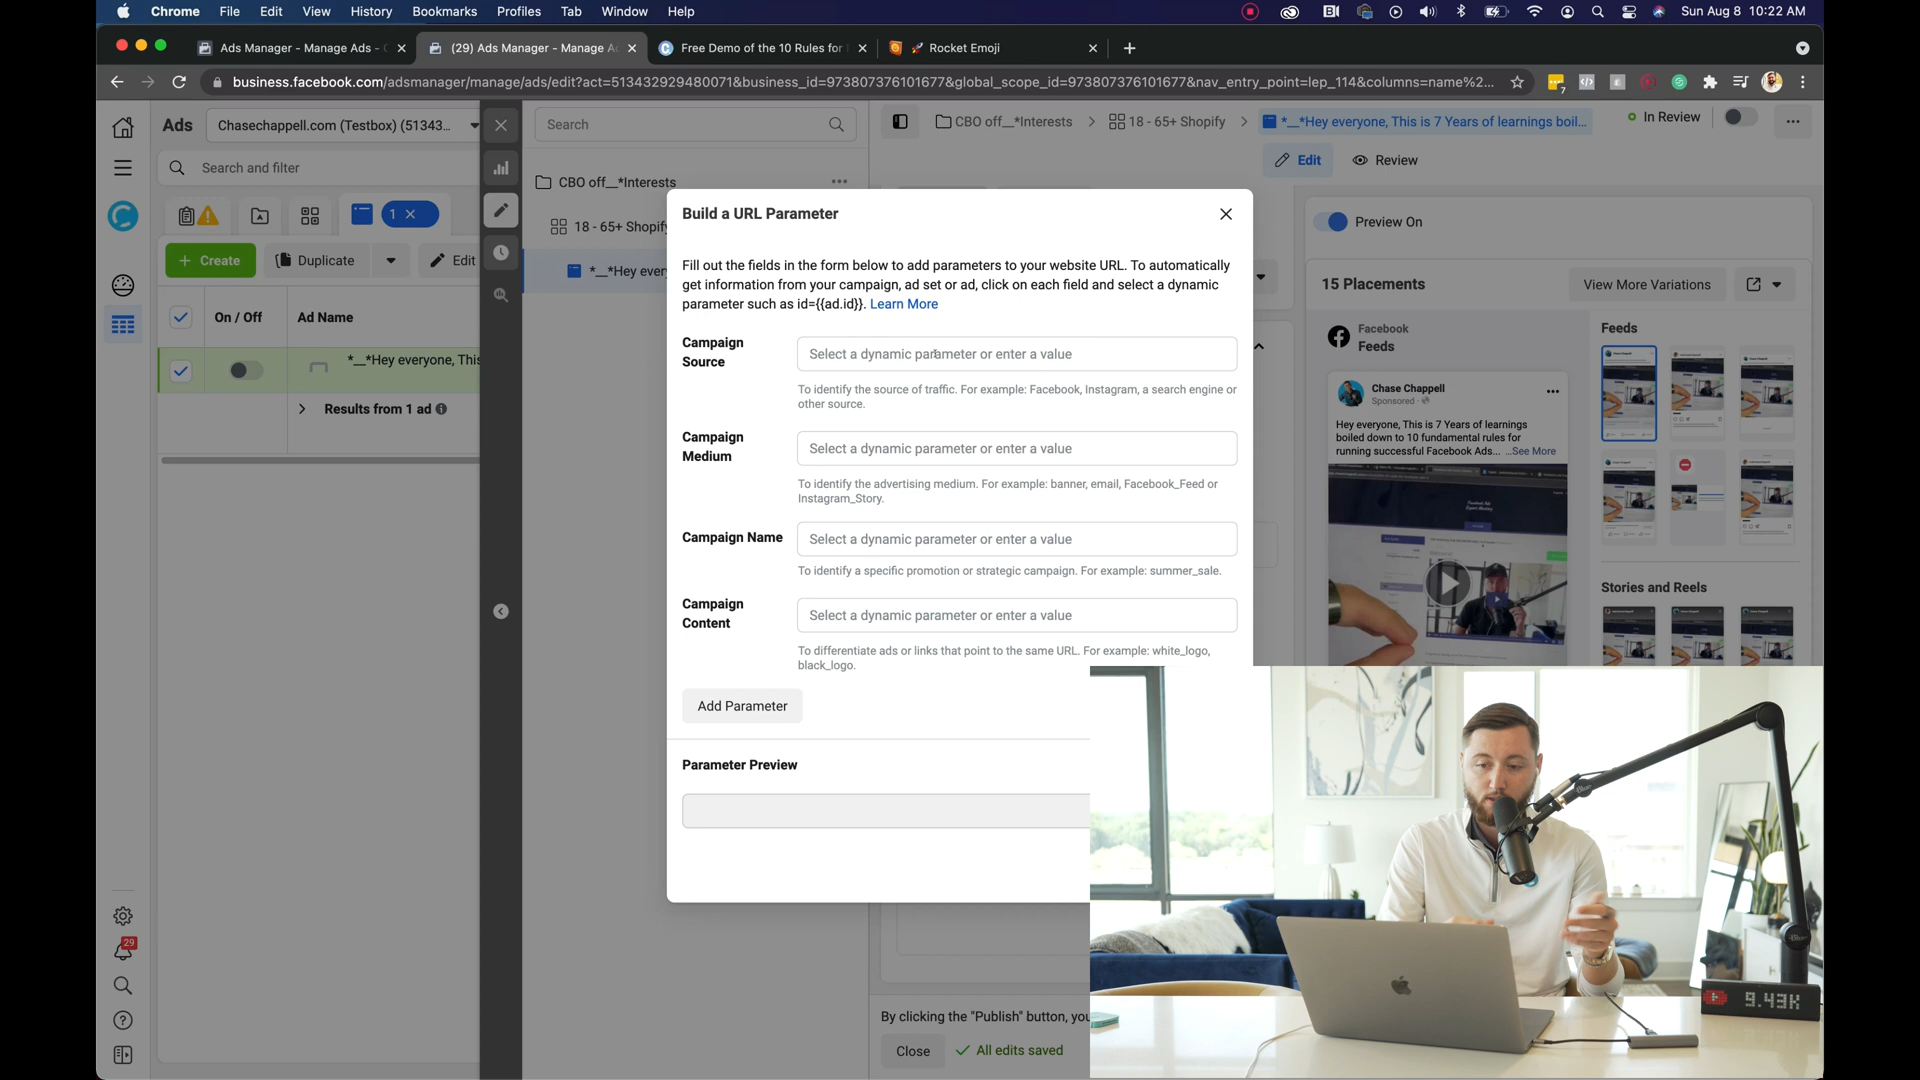 Chrome File Edit View History Bookmarks Profiles Tab Window Help
Sun Aug 8 10:22 AM
Ads Manager - Manage Ads -
(29) Ads Manager - Manage Ad
Free Demo of the 10 Rules for
🚀 Rocket Emoji
business.facebook.com/adsmanager/manage/ads/edit?act=513432929480071&business_id=973807376101677&global_scope_id=973807376101677&nav_entry_point=lep_114&columns=name%2...
7
Ads
Chasechappell.com (Testbox) (51343...
Search and filter
1
+ Create
Duplicate
Edit
On / Off
Ad Name
*__*Hey everyone, This
Results from 1 ad
29
Search
CBO off__*Interests
18 - 65+ Shopify
*__*Hey ever
CBO off__*Interests > 18 - 65+ Shopify > *__*Hey everyone, This is 7 Years of learnings boil...
In Review
Edit
Review
Build a URL Parameter
Fill out the fields in the form below to add parameters to your website URL. To automatically
get information from your campaign, ad set or ad, click on each field and select a dynamic
parameter such as id={{ad.id}}. Learn More
Campaign
Source
Select a dynamic parameter or enter a value
To identify the source of traffic. For example: Facebook, Instagram, a search engine or
other source.
Campaign
Medium
Select a dynamic parameter or enter a value
To identify the advertising medium. For example: banner, email, Facebook_Feed or
Instagram_Story.
Campaign Name
Select a dynamic parameter or enter a value
To identify a specific promotion or strategic campaign. For example: summer_sale.
Campaign
Content
Select a dynamic parameter or enter a value
To differentiate ads or links that point to the same URL. For example: white_logo,
black_logo.
Add Parameter
Parameter Preview
By clicking the "Publish" button, you
Close
All edits saved
Preview On
15 Placements
View More Variations
Facebook
Feeds
Chase Chappell
Sponsored ·
Hey everyone, This is 7 Years of learnings
boiled down to 10 fundamental rules for
running successful Facebook Ads... ...See More
Feeds
Stories and Reels
Blue
9.43K